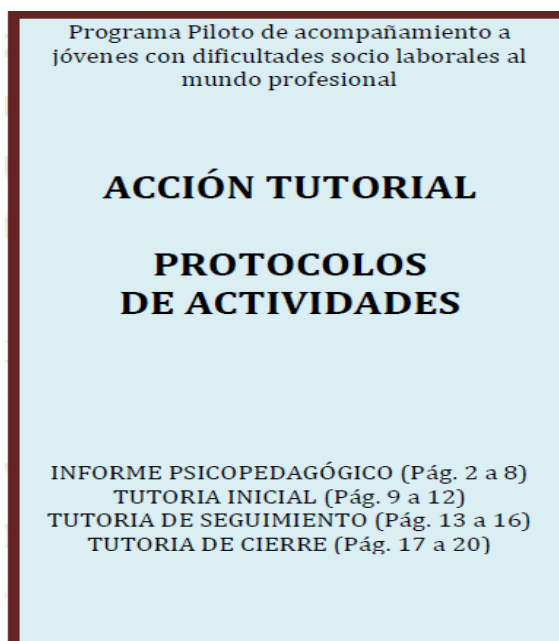 Programa Piloto de acompañamiento a
jóvenes con dificultades socio laborales al
mundo profesional
ACCIÓN TUTORIAL
PROTOCOLOS
DE ACTIVIDADES
INFORME PSICOPEDAGÓGICO (Pág. 2 a 8)
TUTORIA INICIAL (Pág. 9 a 12)
TUTORIA DE SEGUIMIENTO (Pág. 13 a 16)
TUTORIA DE CIERRE (Pág. 17 a 20)